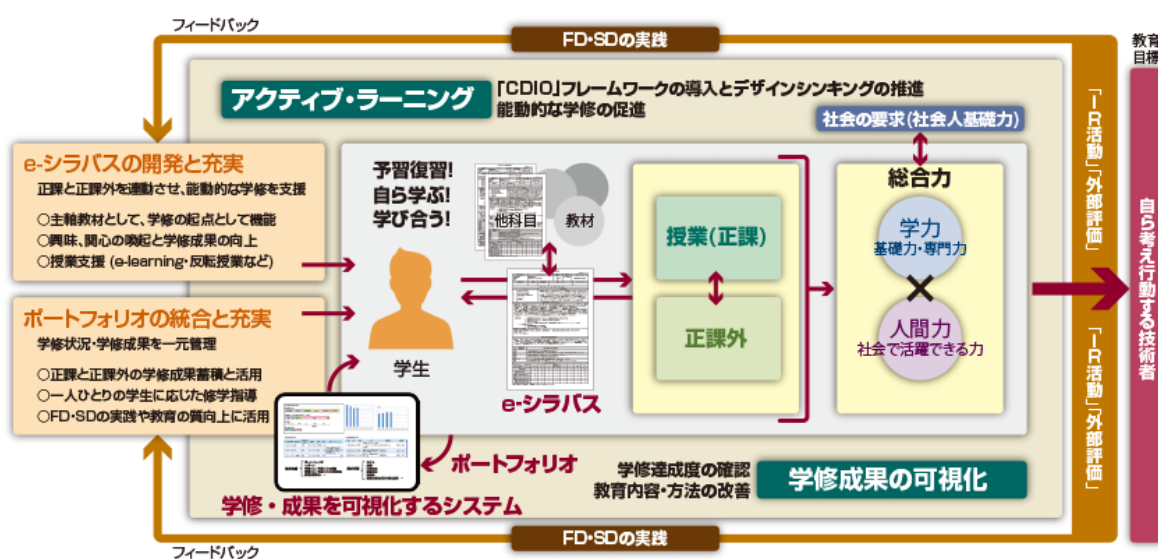 フィードバック
FD・SDの実践
教育
目標
アクティブ・ラーニング
「CDIO」フレームワークの導入とデザインシンキングの推進
能動的な学修の促進
社会の要求(社会人基礎力)
「IR活動」「外部評価」
e-シラバスの開発と充実
正課と正課外を連動させ、能動的な学修を支援
○主軸教材として、学修の起点として機能
○興味、関心の喚起と学修成果の向上
○授業支援 (e-learning・反転授業など)
予習復習!
自ら学ぶ!
学び合う!
他科目
教材
授業(正課)
正課外
総合力
学力
基礎力・専門力
人間力
社会で活躍できる力
自ら考え行動する技術者
ポートフォリオの統合と充実
学修状況・学修成果を一元管理
○正課と正課外の学修成果蓄積と活用
○一人ひとりの学生に応じた修学指導
○FD・SDの実践や教育の質向上に活用
学生
e-シラバス
「IR活動」「外部評価」
ポートフォリオ
学修・成果を可視化するシステム
学修達成度の確認
教育内容・方法の改善
学修成果の可視化
FD・SDの実践
フィードバック